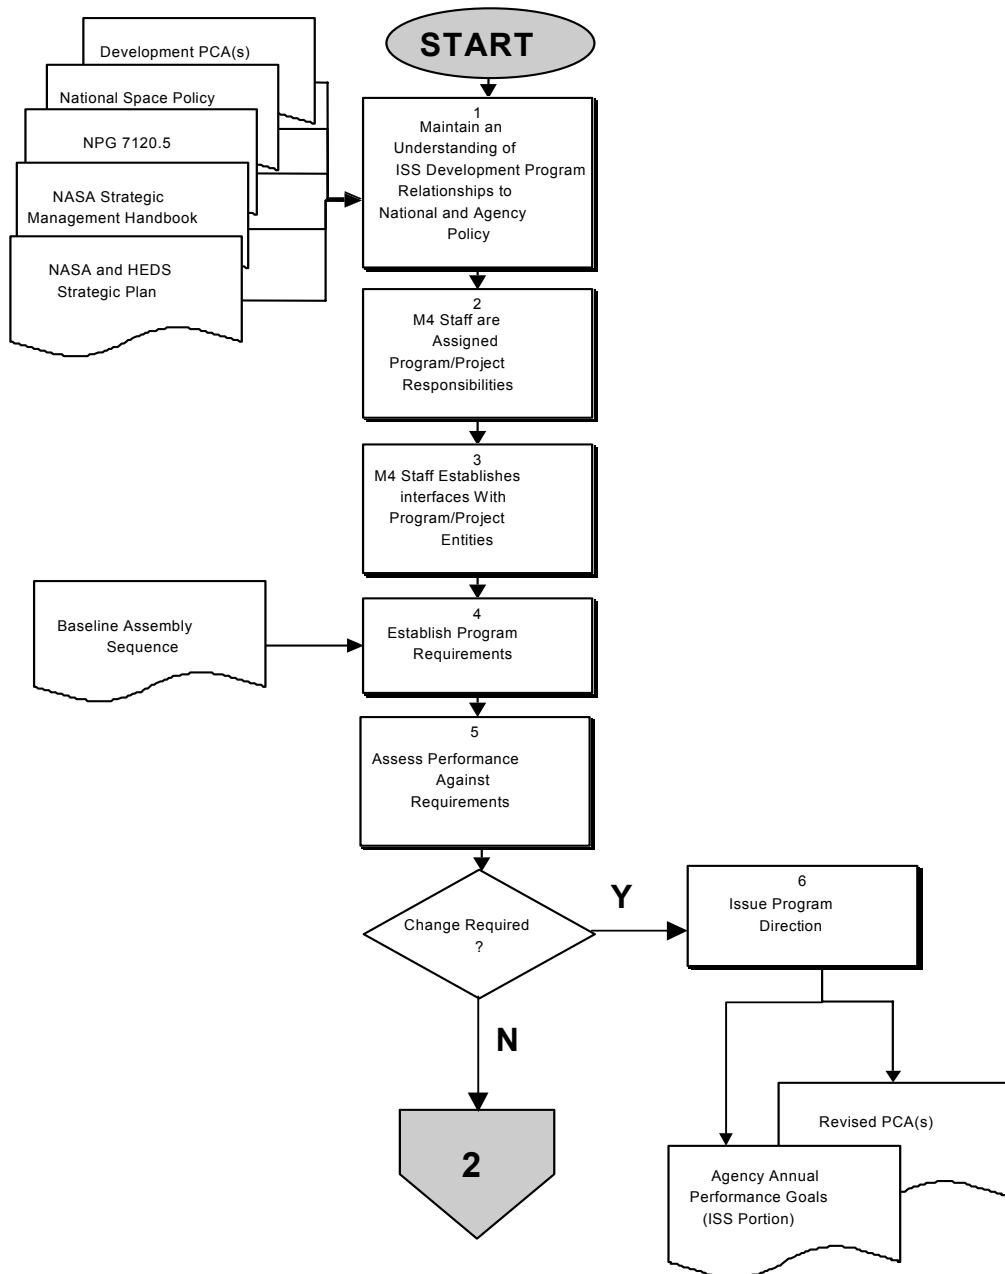 START
Development PCA(s)
National Space Policy
NPG 7120.5
NASA Strategic
Management Handbook
NASA and HEDS
Strategic Plan
1
Maintain an
Understanding of
ISS Development Program
Relationships to
National and Agency
Policy
2
M4 Staff are
Assigned
Program/Project
Responsibilities
3
M4 Staff Establishes
interfaces With
Program/Project
Entities
Baseline Assembly
Sequence
4
Establish Program
Requirements
5
Assess Performance
Against
Requirements
Change Required
?
Y
6
Issue Program
Direction
N
2
Revised PCA(s)
Agency Annual
Performance Goals
(ISS Portion)